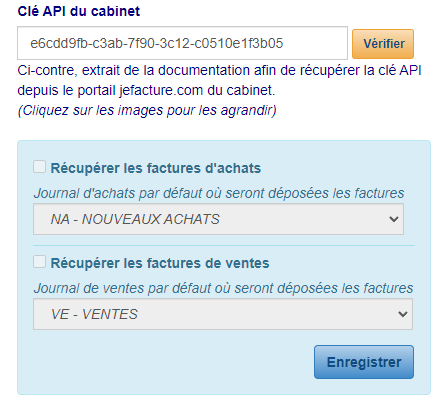 Clé API du cabinet
e6cdd9fb-c3ab-7f90-3c12-c0510e1f3b05
Vérifier
Ci-contre, extrait de la documentation afin de récupérer la clé API
depuis le portail jefacture.com du cabinet.
(Cliquez sur les images pour les agrandir)
Récupérer les factures d'achats
Journal d'achats par défaut où seront déposées les factures
NA - NOUVEAUX ACHATS
Récupérer les factures de ventes
Journal de ventes par défaut où seront déposées les factures
VE - VENTES
Enregistrer